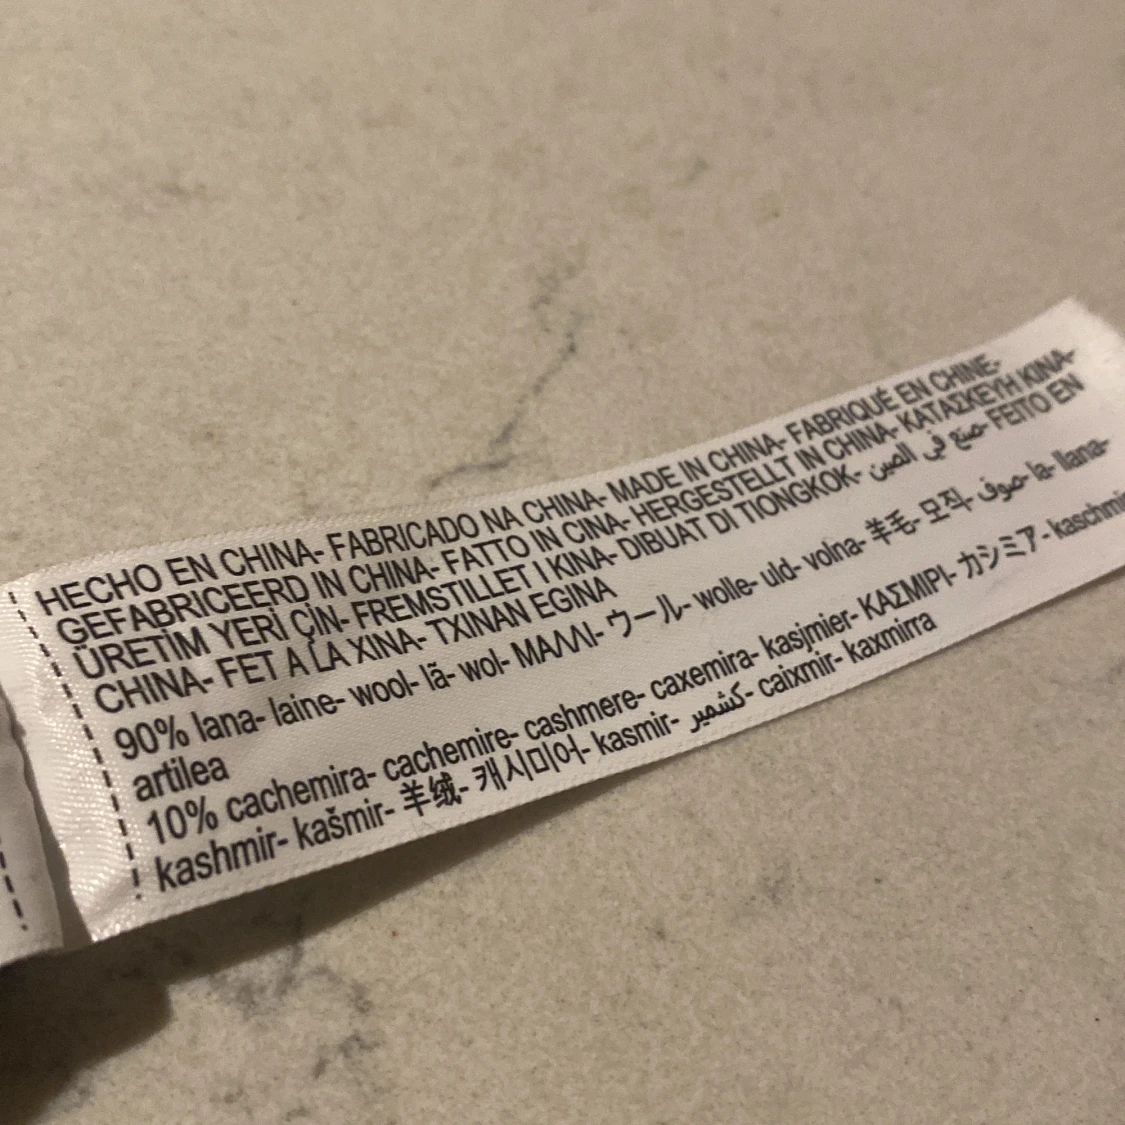 HECHO EN CHINA- FABRICADO NA CHINA- MADE IN CHINA- FABRIQUÉ EN CHINE-
GEFABRICEERD IN CHINA- FATTO IN CINA- HERGESTELLT IN CHINA- ΚΑΤΑΣΚΕΥΗ ΚΙΝΑ-
ÜRETİM YERİ ÇİN- FREMSTILLET I KINA- DIBUAT DI TIONGKOK- صنع في الصين- FEITO EN
CHINA- FET A LA XINA- TXINAN EGINA
90% lana- laine- wool- lã- wol- ΜΑΛΛΙ- ウール- wolle- uld- volna- 羊毛- 모직- صوف- la- llana-
artilea
10% cachemira- cachemire- cashmere- caxemira- kasjmier- ΚΑΣΜΙΡΙ- カシミア- kaschmir-
kashmir- kašmir- 羊绒- 캐시미어- kasmir- كشمير- caixmir- kaxmirra